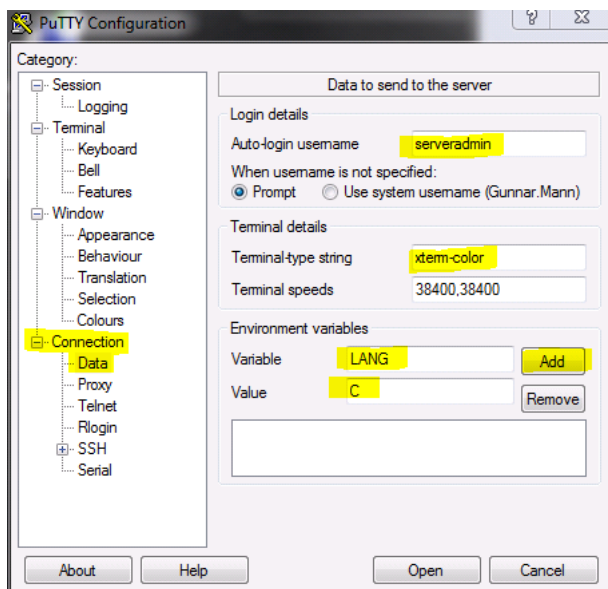 PuTTY Configuration
Category:
Session
Logging
Terminal
Keyboard
Bell
Features
Window
Appearance
Behaviour
Translation
Selection
Colours
Connection
Data
Proxy
Telnet
Rlogin
SSH
Serial
Data to send to the server
Login details
Auto-login username serveradmin
When username is not specified:
Prompt Use system username (Gunnar.Mann)
Terminal details
Terminal-type string xterm-color
Terminal speeds 38400,38400
Environment variables
Variable LANG Add
Value C Remove
About Help Open Cancel